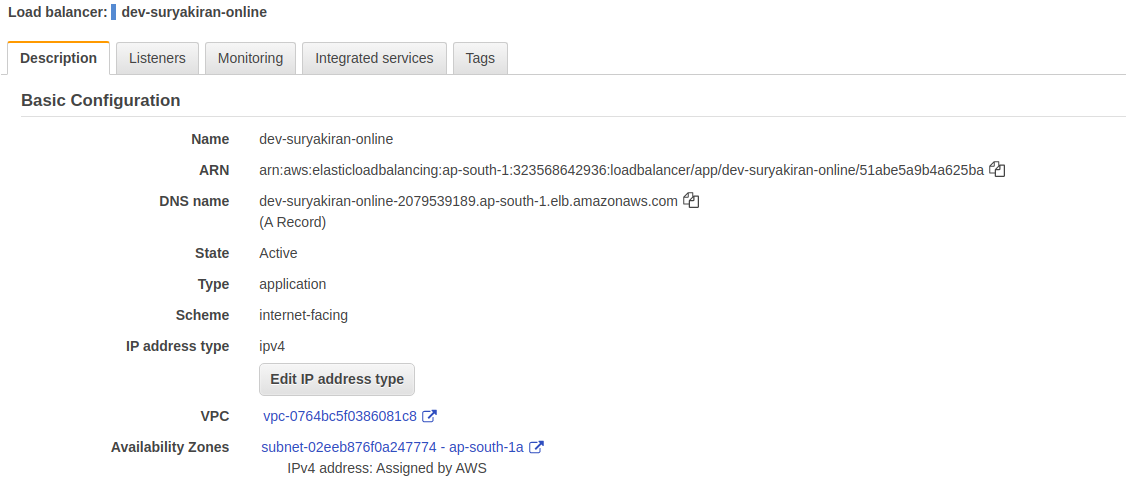 Load balancer: dev-suryakiran-online
Description Listeners Monitoring Integrated services Tags
Basic Configuration
Name dev-suryakiran-online
ARN arn:aws:elasticloadbalancing:ap-south-1:323568642936:loadbalancer/app/dev-suryakiran-online/51abe5a9b4a625ba
DNS name dev-suryakiran-online-2079539189.ap-south-1.elb.amazonaws.com
(A Record)
State Active
Type application
Scheme internet-facing
IP address type ipv4
Edit IP address type
VPC vpc-0764bc5f0386081c8
Availability Zones subnet-02eeb876f0a247774 - ap-south-1a
IPv4 address: Assigned by AWS